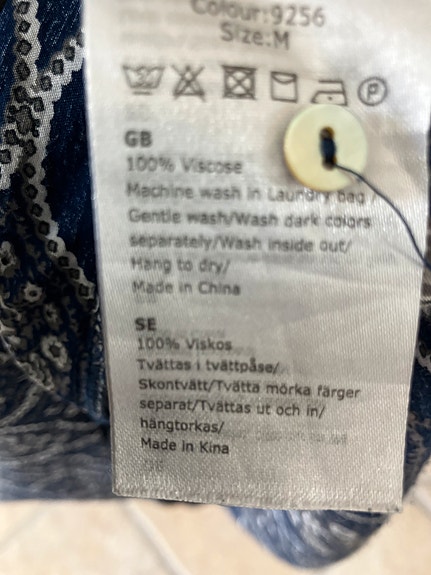 Colour:9256
Size:M
P
GB
100% Viscose
Machine wash in Laundry bag /
Gentle wash/Wash dark colors
separately/Wash inside out/
Hang to dry/
Made in China
SE
100% Viskos
Tvättas i tvättpåse/
Skontvätt/Tvätta mörka färger
separat/Tvättas ut och in/
hängtorkas/
Made in Kina